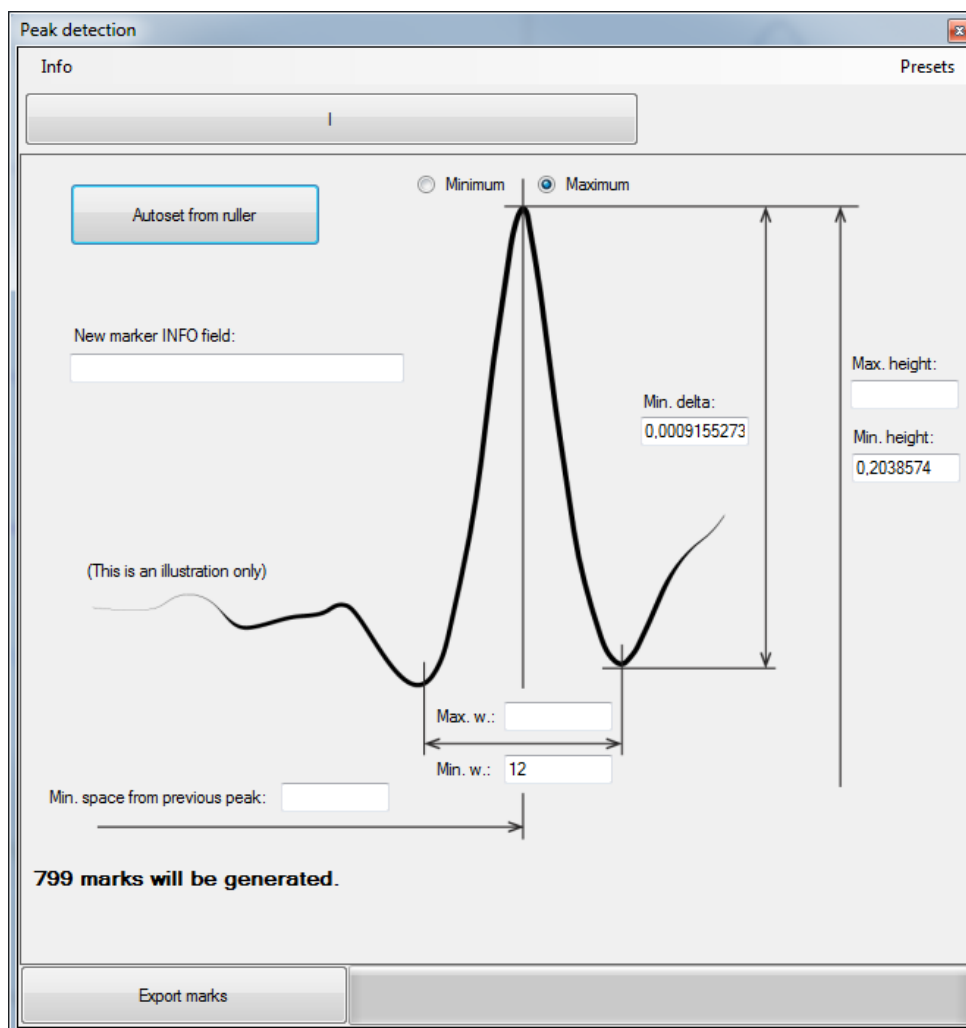 Peak detection
Info
Presets
I
Minimum
Maximum
Autoset from ruller
New marker INFO field:
Max. height:
Min. delta:
0,0009155273
Min. height:
0,2038574
(This is an illustration only)
Max. w.:
Min. w.: 12
Min. space from previous peak:
799 marks will be generated.
Export marks